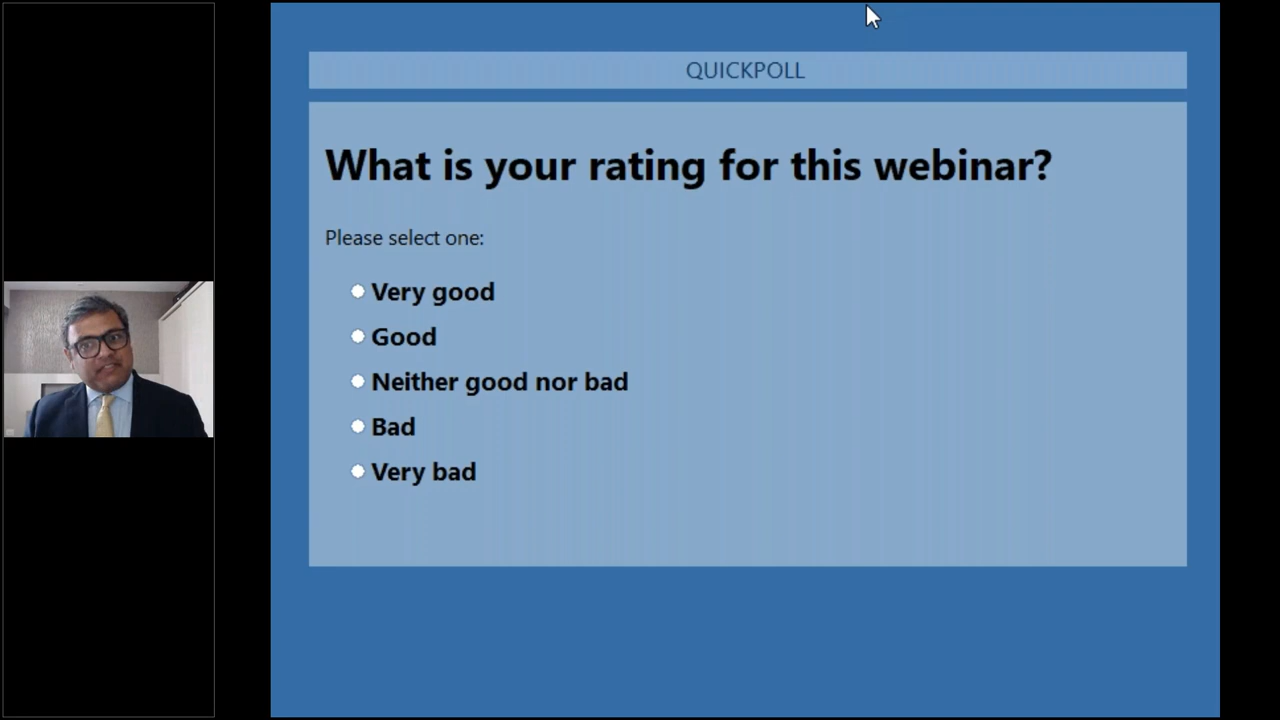 QUICKPOLL
What is your rating for this webinar?
Please select one:
Very good
Good
Neither good nor bad
Bad
Very bad